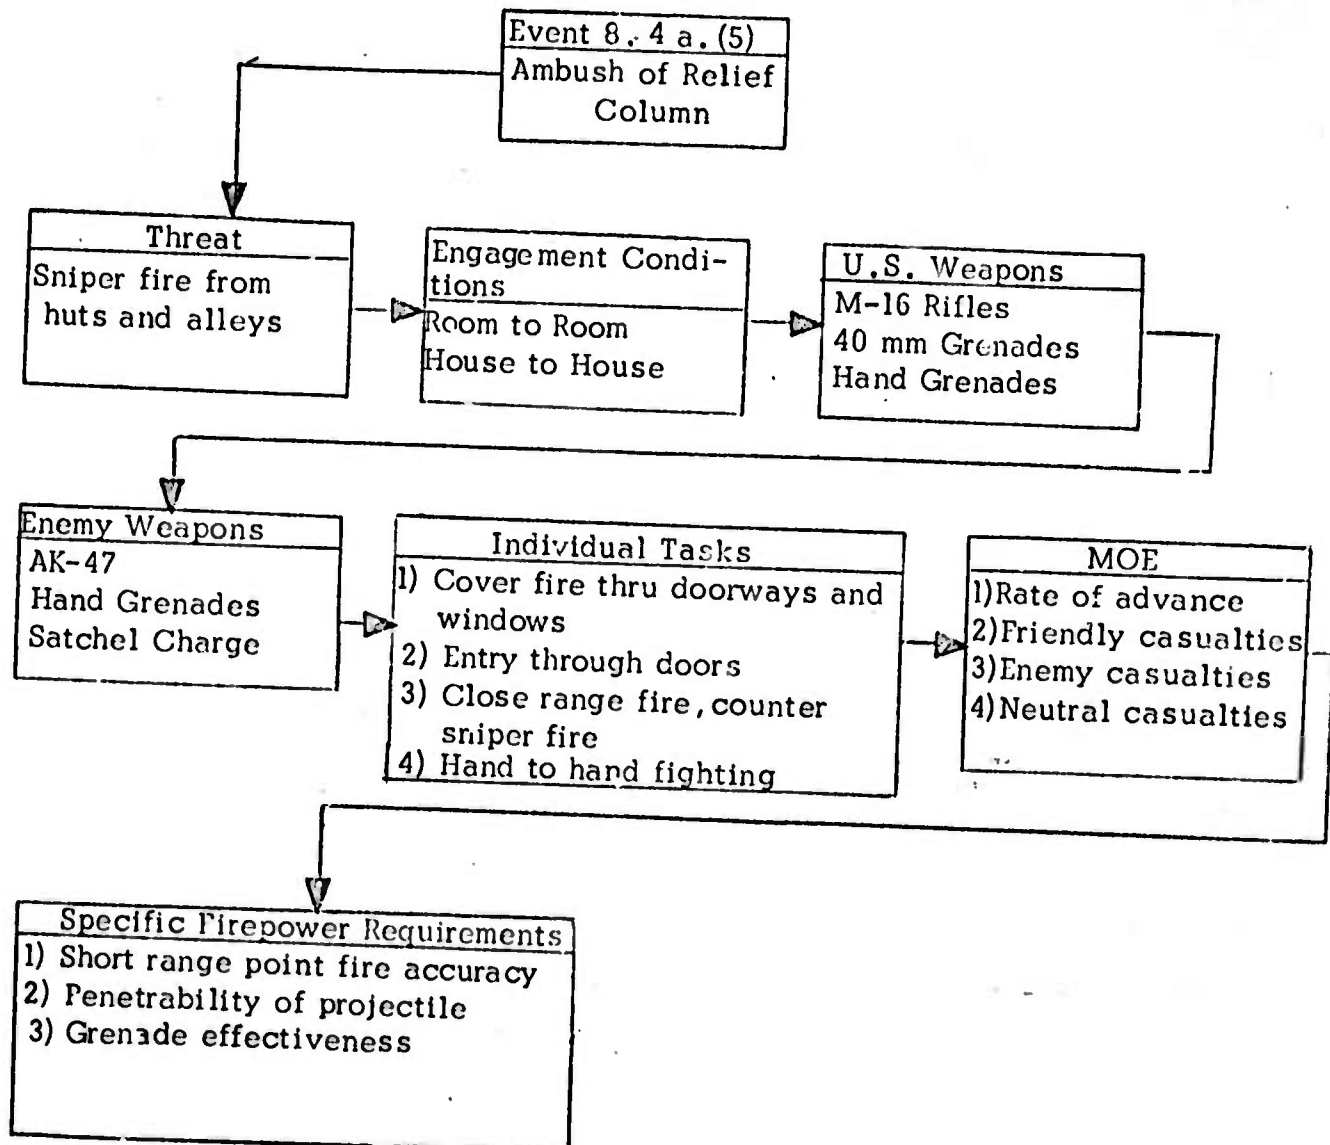 Event 8.4 a. (5)
Ambush of Relief
Column
Threat
Sniper fire from
huts and alleys
Engagement Condi-
tions
Room to Room
House to House
U.S. Weapons
M-16 Rifles
40 mm Grenades
Hand Grenades
Enemy Weapons
AK-47
Hand Grenades
Satchel Charge
Individual Tasks
1) Cover fire thru doorways and
windows
2) Entry through doors
3) Close range fire, counter
sniper fire
4) Hand to hand fighting
MOE
1)Rate of advance
2)Friendly casualties
3)Enemy casualties
4)Neutral casualties
Specific Firepower Requirements
1) Short range point fire accuracy
2) Penetrability of projectile
3) Grenade effectiveness